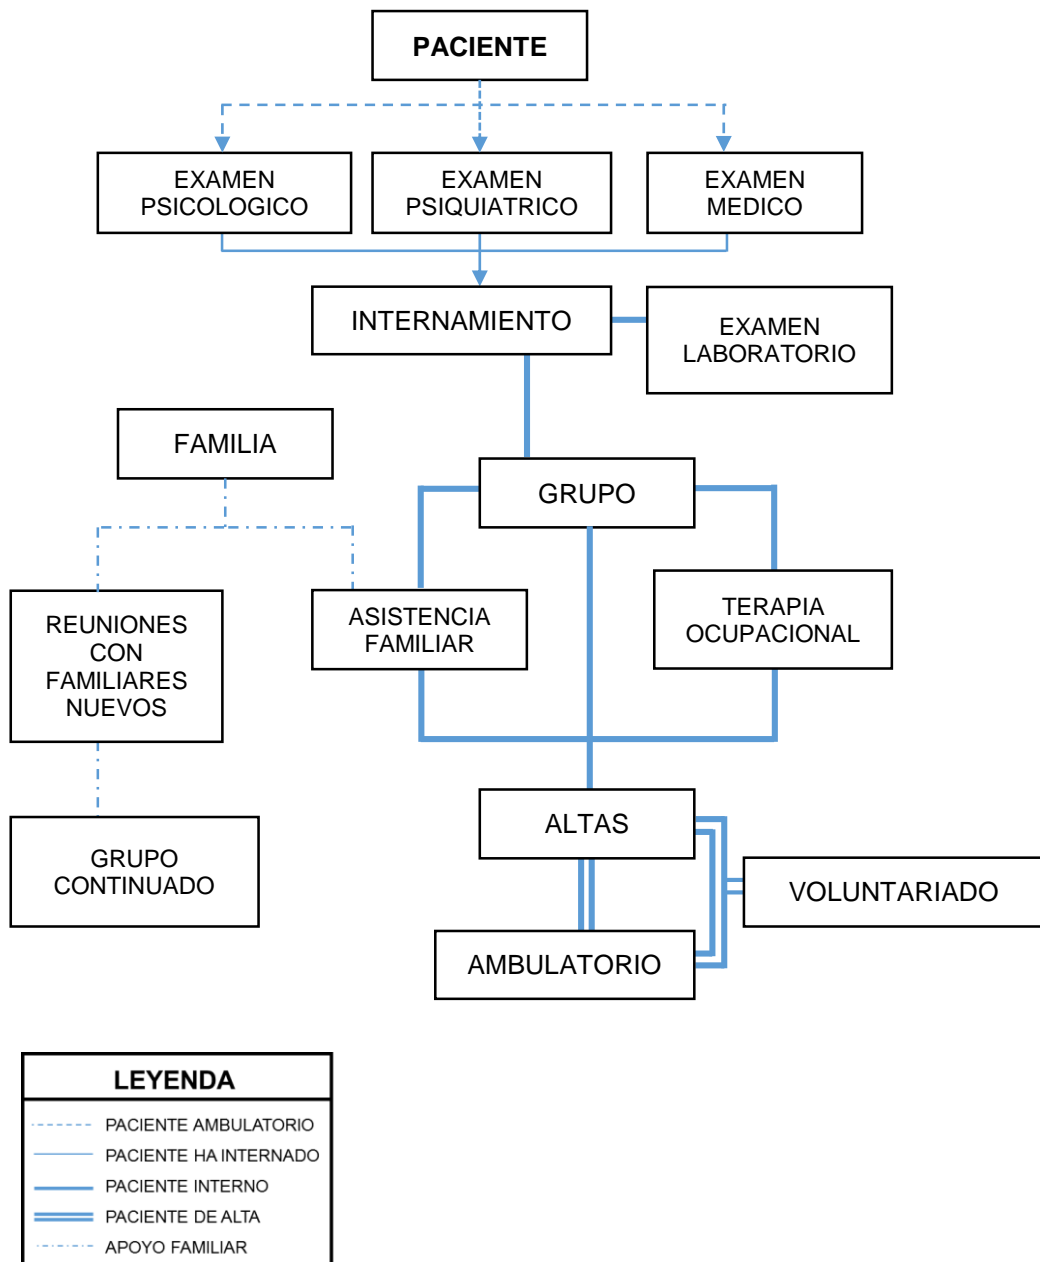 PACIENTE
EXAMEN
PSICOLOGICO
EXAMEN
PSIQUIATRICO
EXAMEN
MEDICO
INTERNAMIENTO
EXAMEN
LABORATORIO
FAMILIA
GRUPO
REUNIONES
CON
FAMILIARES
NUEVOS
ASISTENCIA
FAMILIAR
TERAPIA
OCUPACIONAL
GRUPO
CONTINUADO
ALTAS
VOLUNTARIADO
AMBULATORIO
LEYENDA
PACIENTE AMBULATORIO
PACIENTE HA INTERNADO
PACIENTE INTERNO
PACIENTE DE ALTA
APOYO FAMILIAR